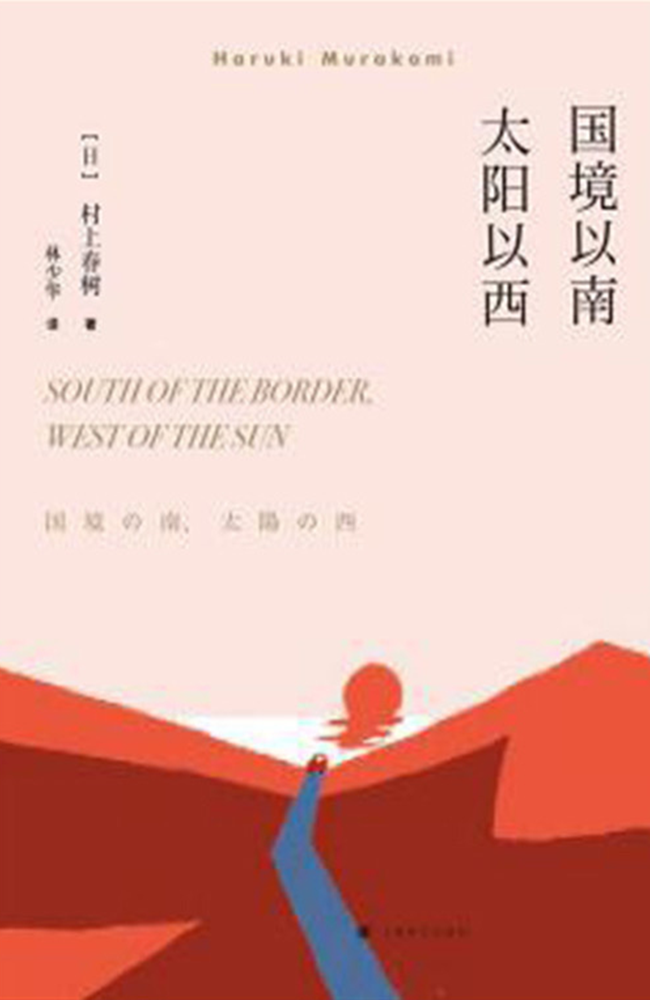 Haruki Murakami
国境以南
太阳以西
[日] 村上春树 著
林少华 译
SOUTH OF THE BORDER,
WEST OF THE SUN
国境の南、太陽の西